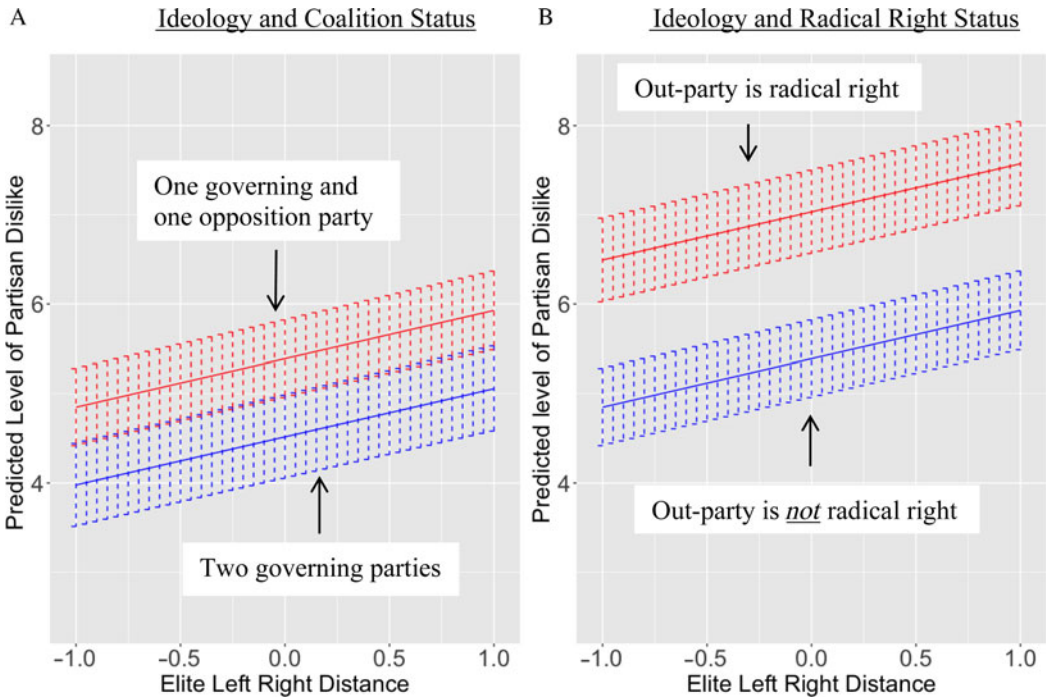 A
Ideology and Coalition Status
Predicted Level of Partisan Dislike
8
6
4
One governing and
one opposition party
Two governing parties
−1.0 −0.5 0.0 0.5 1.0
Elite Left Right Distance
B
Ideology and Radical Right Status
Predicted level of Partisan Dislike
8
6
4
Out-party is radical right
Out-party is not radical right
−1.0 −0.5 0.0 0.5 1.0
Elite Left Right Distance